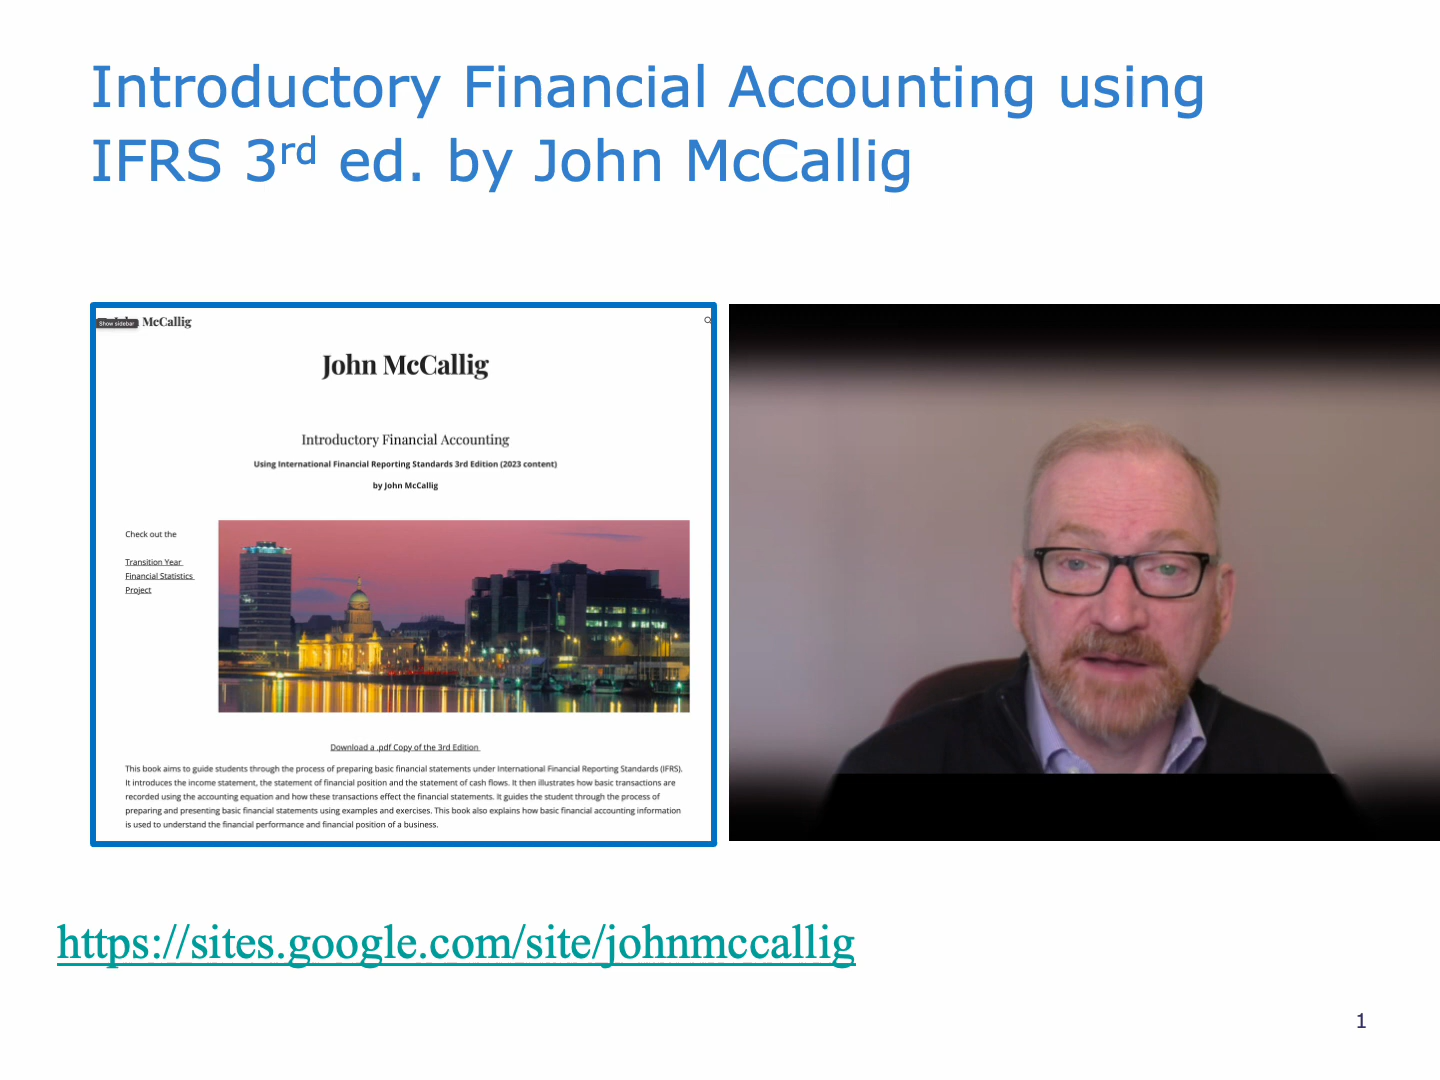 Introductory Financial Accounting using
IFRS 3rd ed. by John McCallig
Show sidebar
McCallig
John McCallig
Introductory Financial Accounting
Using International Financial Reporting Standards 3rd Edition (2023 content)
by John McCallig
Check out the
Transition Year
Financial Statistics
Project
Download a .pdf Copy of the 3rd Edition
This book aims to guide students through the process of preparing basic financial statements under International Financial Reporting Standards (IFRS).
It introduces the income statement, the statement of financial position and the statement of cash flows. It then illustrates how basic transactions are
recorded using the accounting equation and how these transactions effect the financial statements. It guides the student through the process of
preparing and presenting basic financial statements using examples and exercises. This book also explains how basic financial accounting information
is used to understand the financial performance and financial position of a business.
https://sites.google.com/site/johnmccallig
1